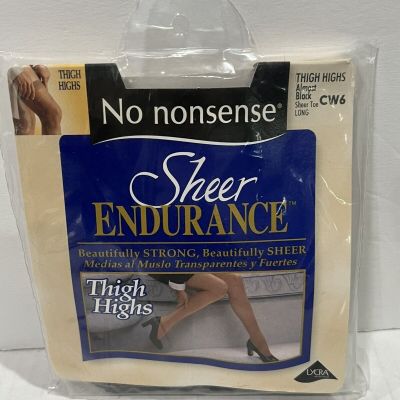 THIGH
HIGHS
THIGH HIGHS
Almost
Black
Sheer Toe
LONG
CW6
No nonsense®
Sheer
ENDURANCE™
Beautifully STRONG, Beautifully SHEER
Medias al Muslo Transparentes y Fuertes
Thigh
Highs
LYCRA